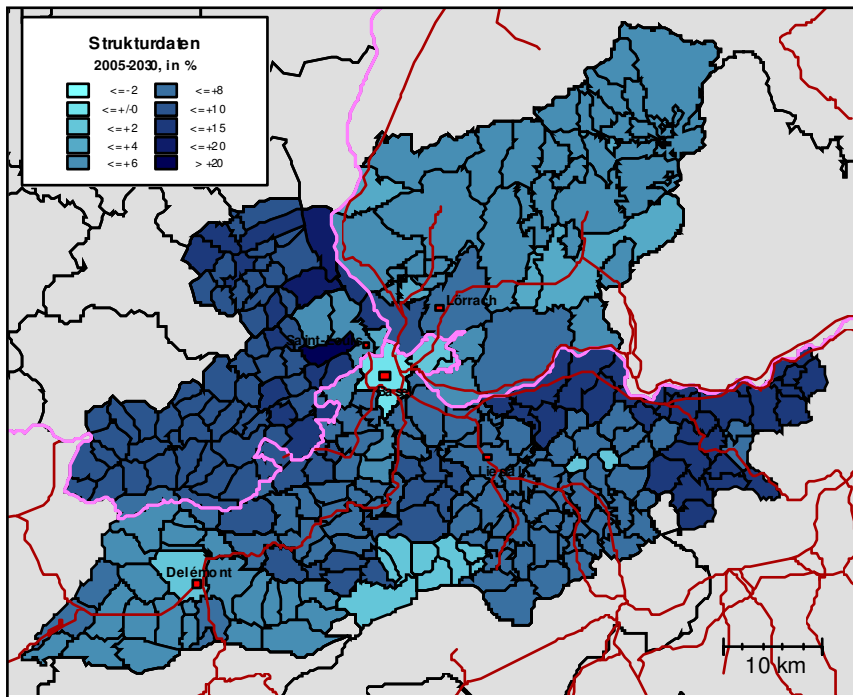 Strukturdaten
2005-2030, in %
<=-2 <=+8
<=+/-0 <=+10
<=+2 <=+15
<=+4 <=+20
<=+6 >+20
Lörrach
Saint-Louis
Basel
Liestal
Delémont
10 km